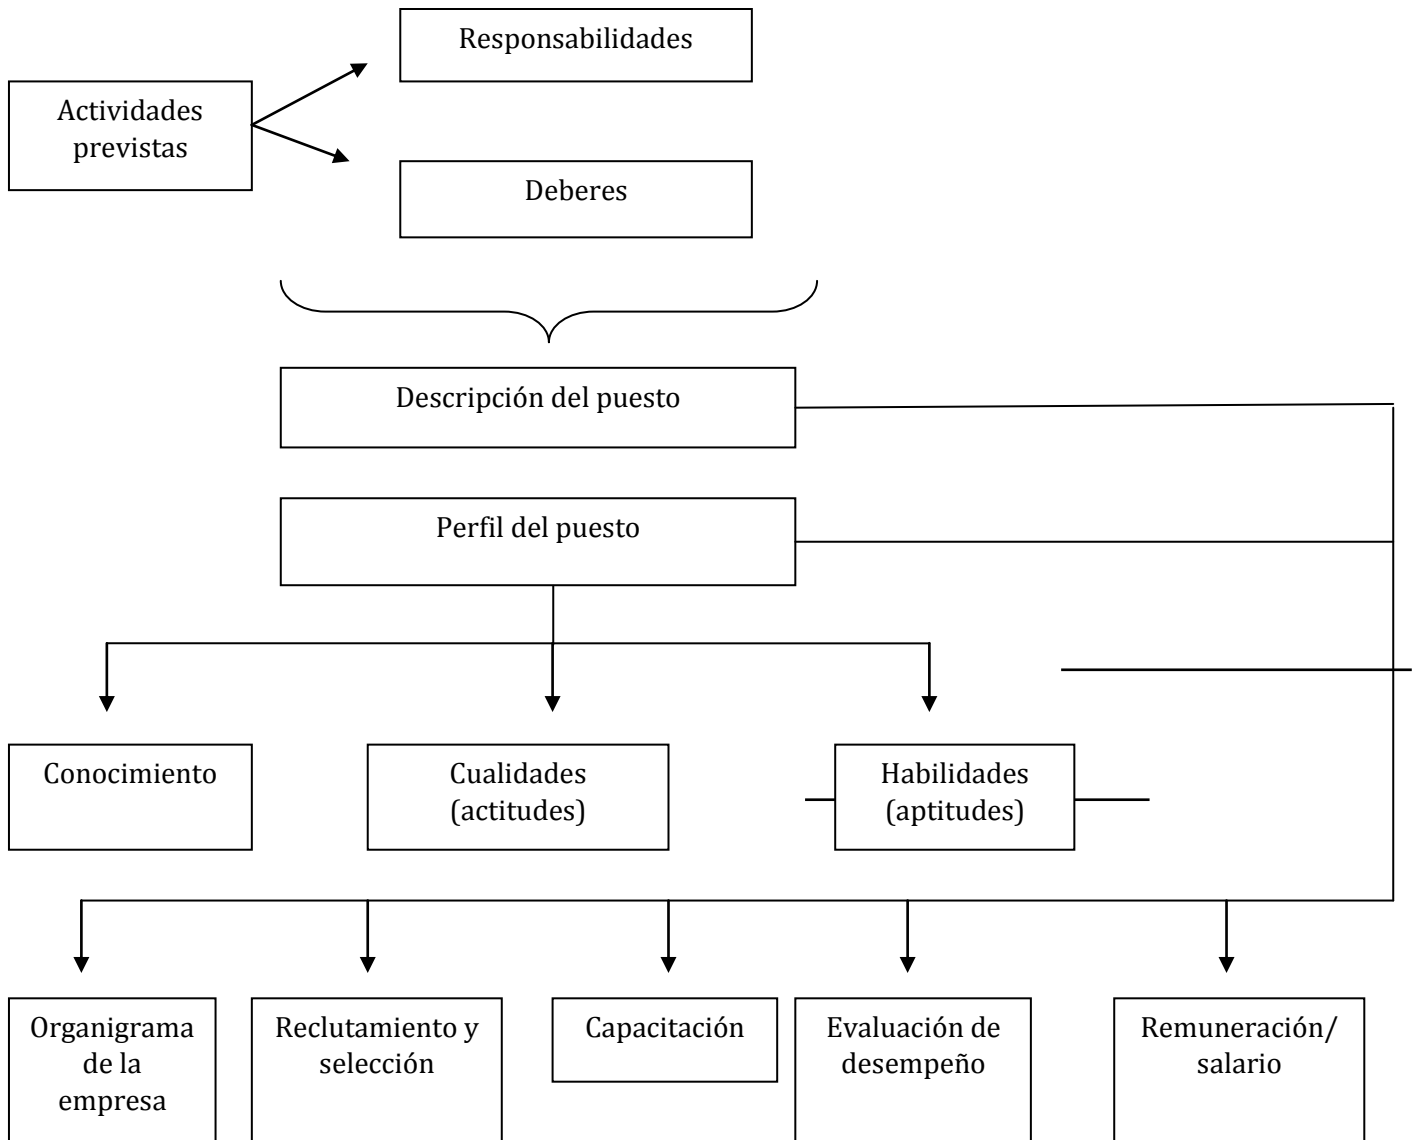 Responsabilidades
Actividades
previstas
Deberes
Descripción del puesto
Perfil del puesto
Conocimiento
Cualidades
(actitudes)
Habilidades
(aptitudes)
Organigrama
de la
empresa
Reclutamiento y
selección
Capacitación
Evaluación de
desempeño
Remuneración/
salario